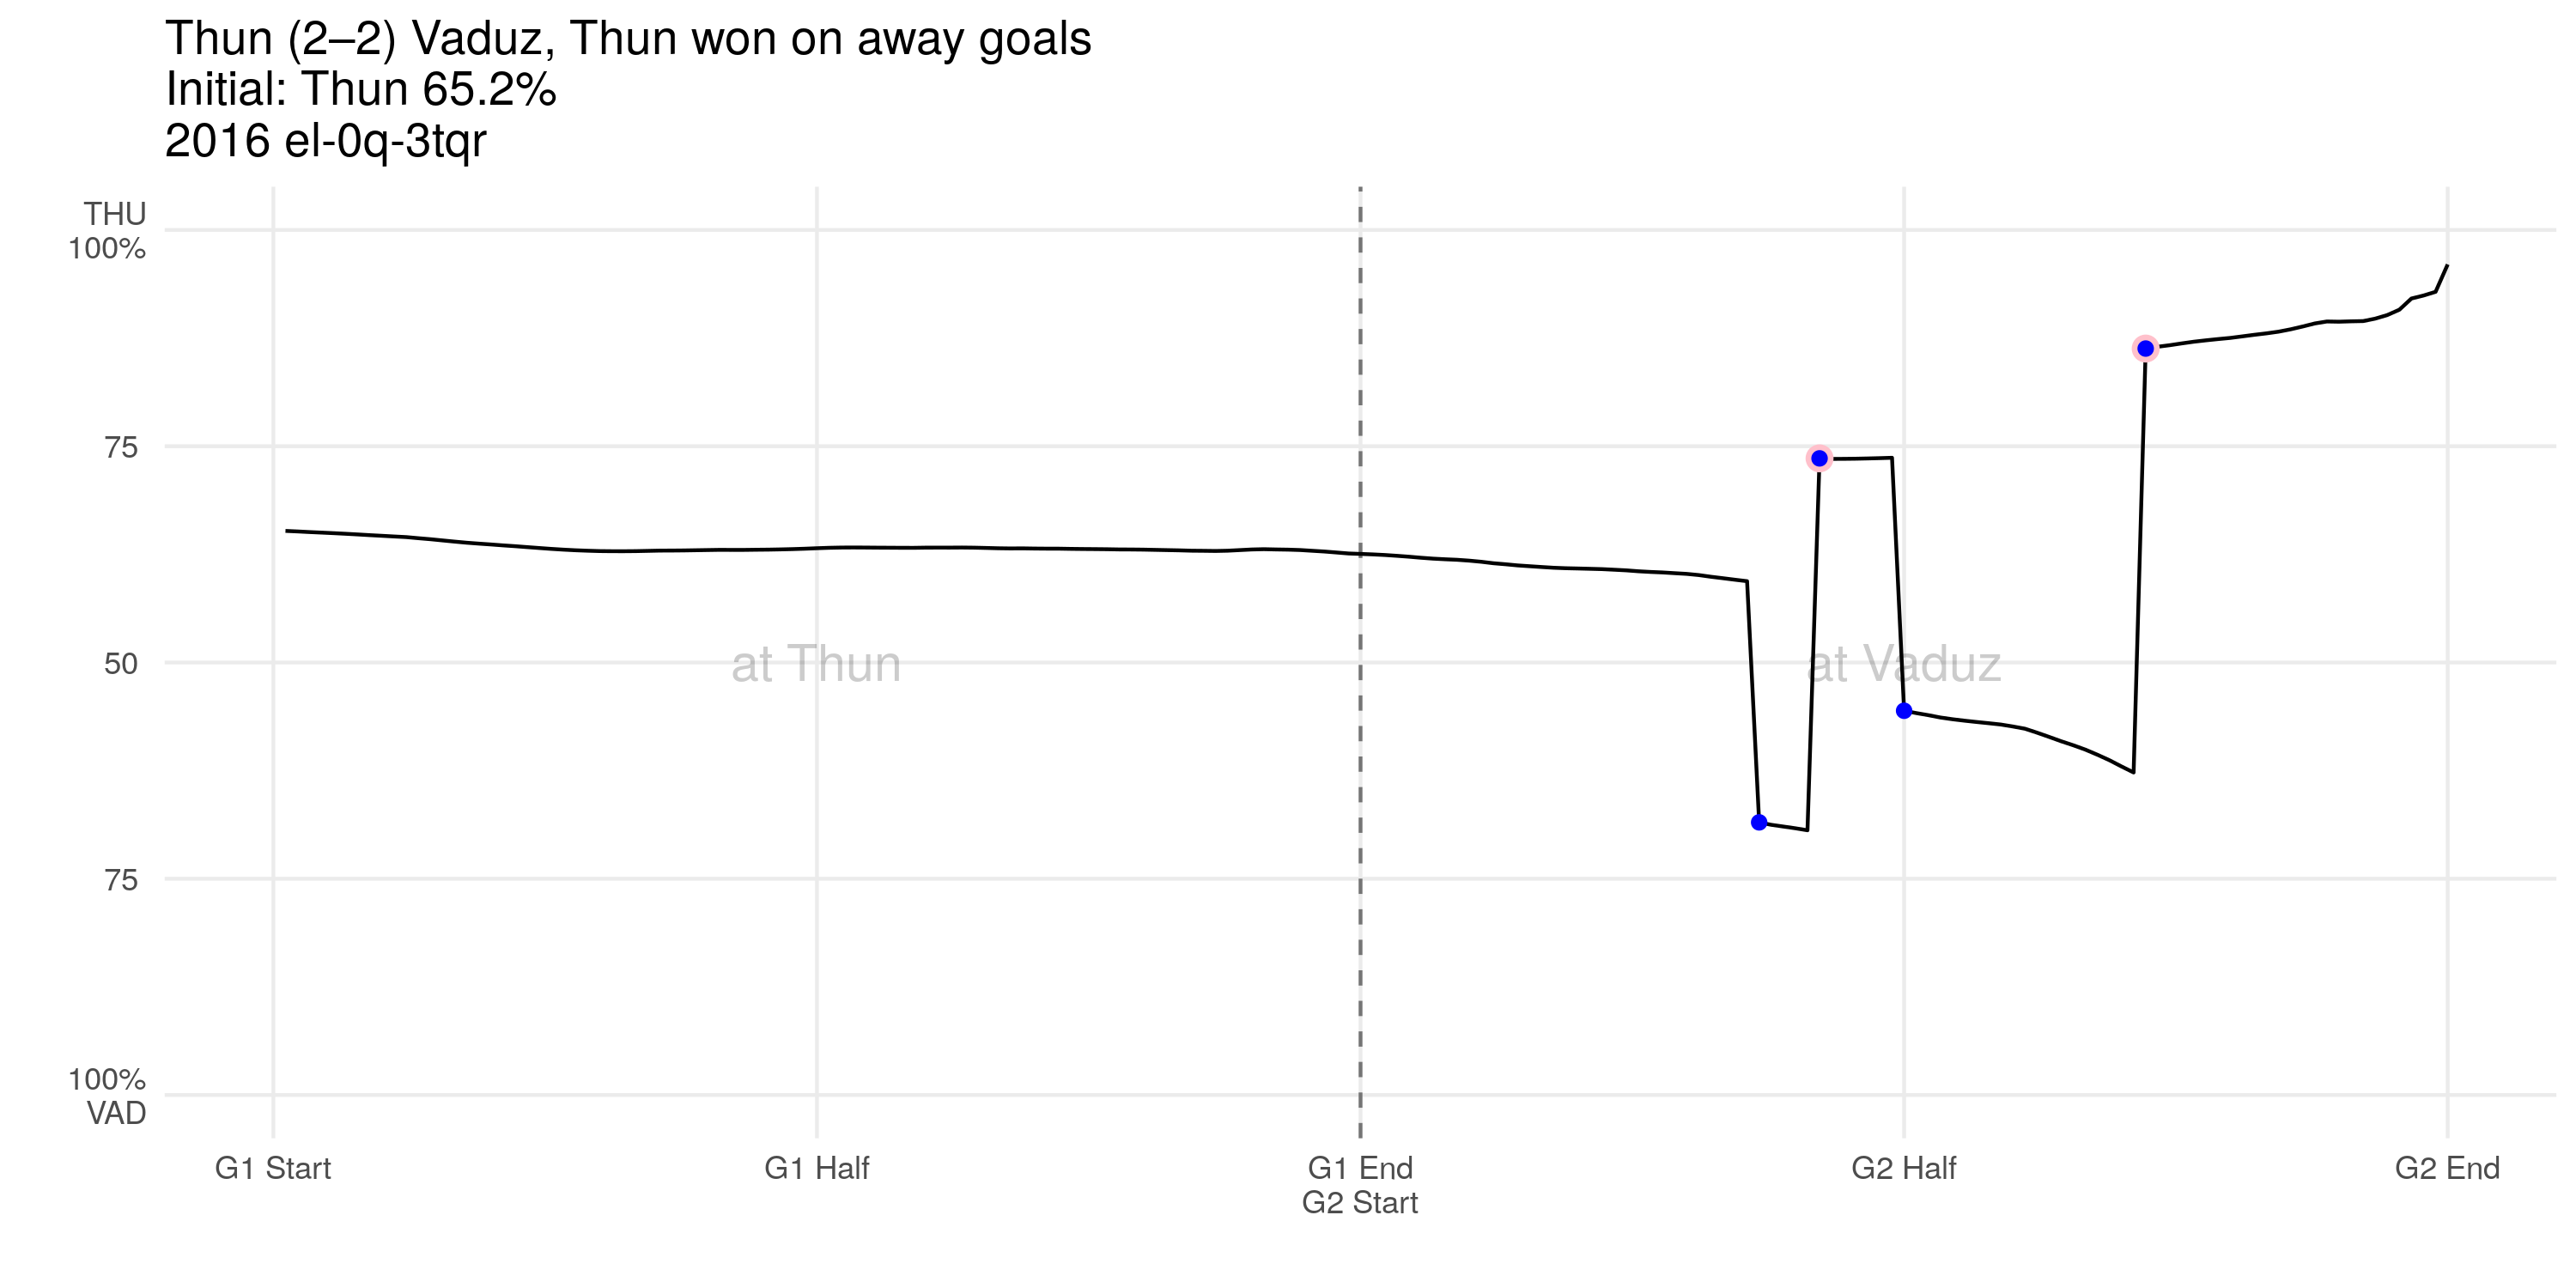 Thun (2–2) Vaduz, Thun won on away goals
Initial: Thun 65.2%
2016 el-0q-3tqr
THU
100%
75
50
75
100%
VAD
at Thun
at Vaduz
G1 Start
G1 Half
G1 End
G2 Start
G2 Half
G2 End